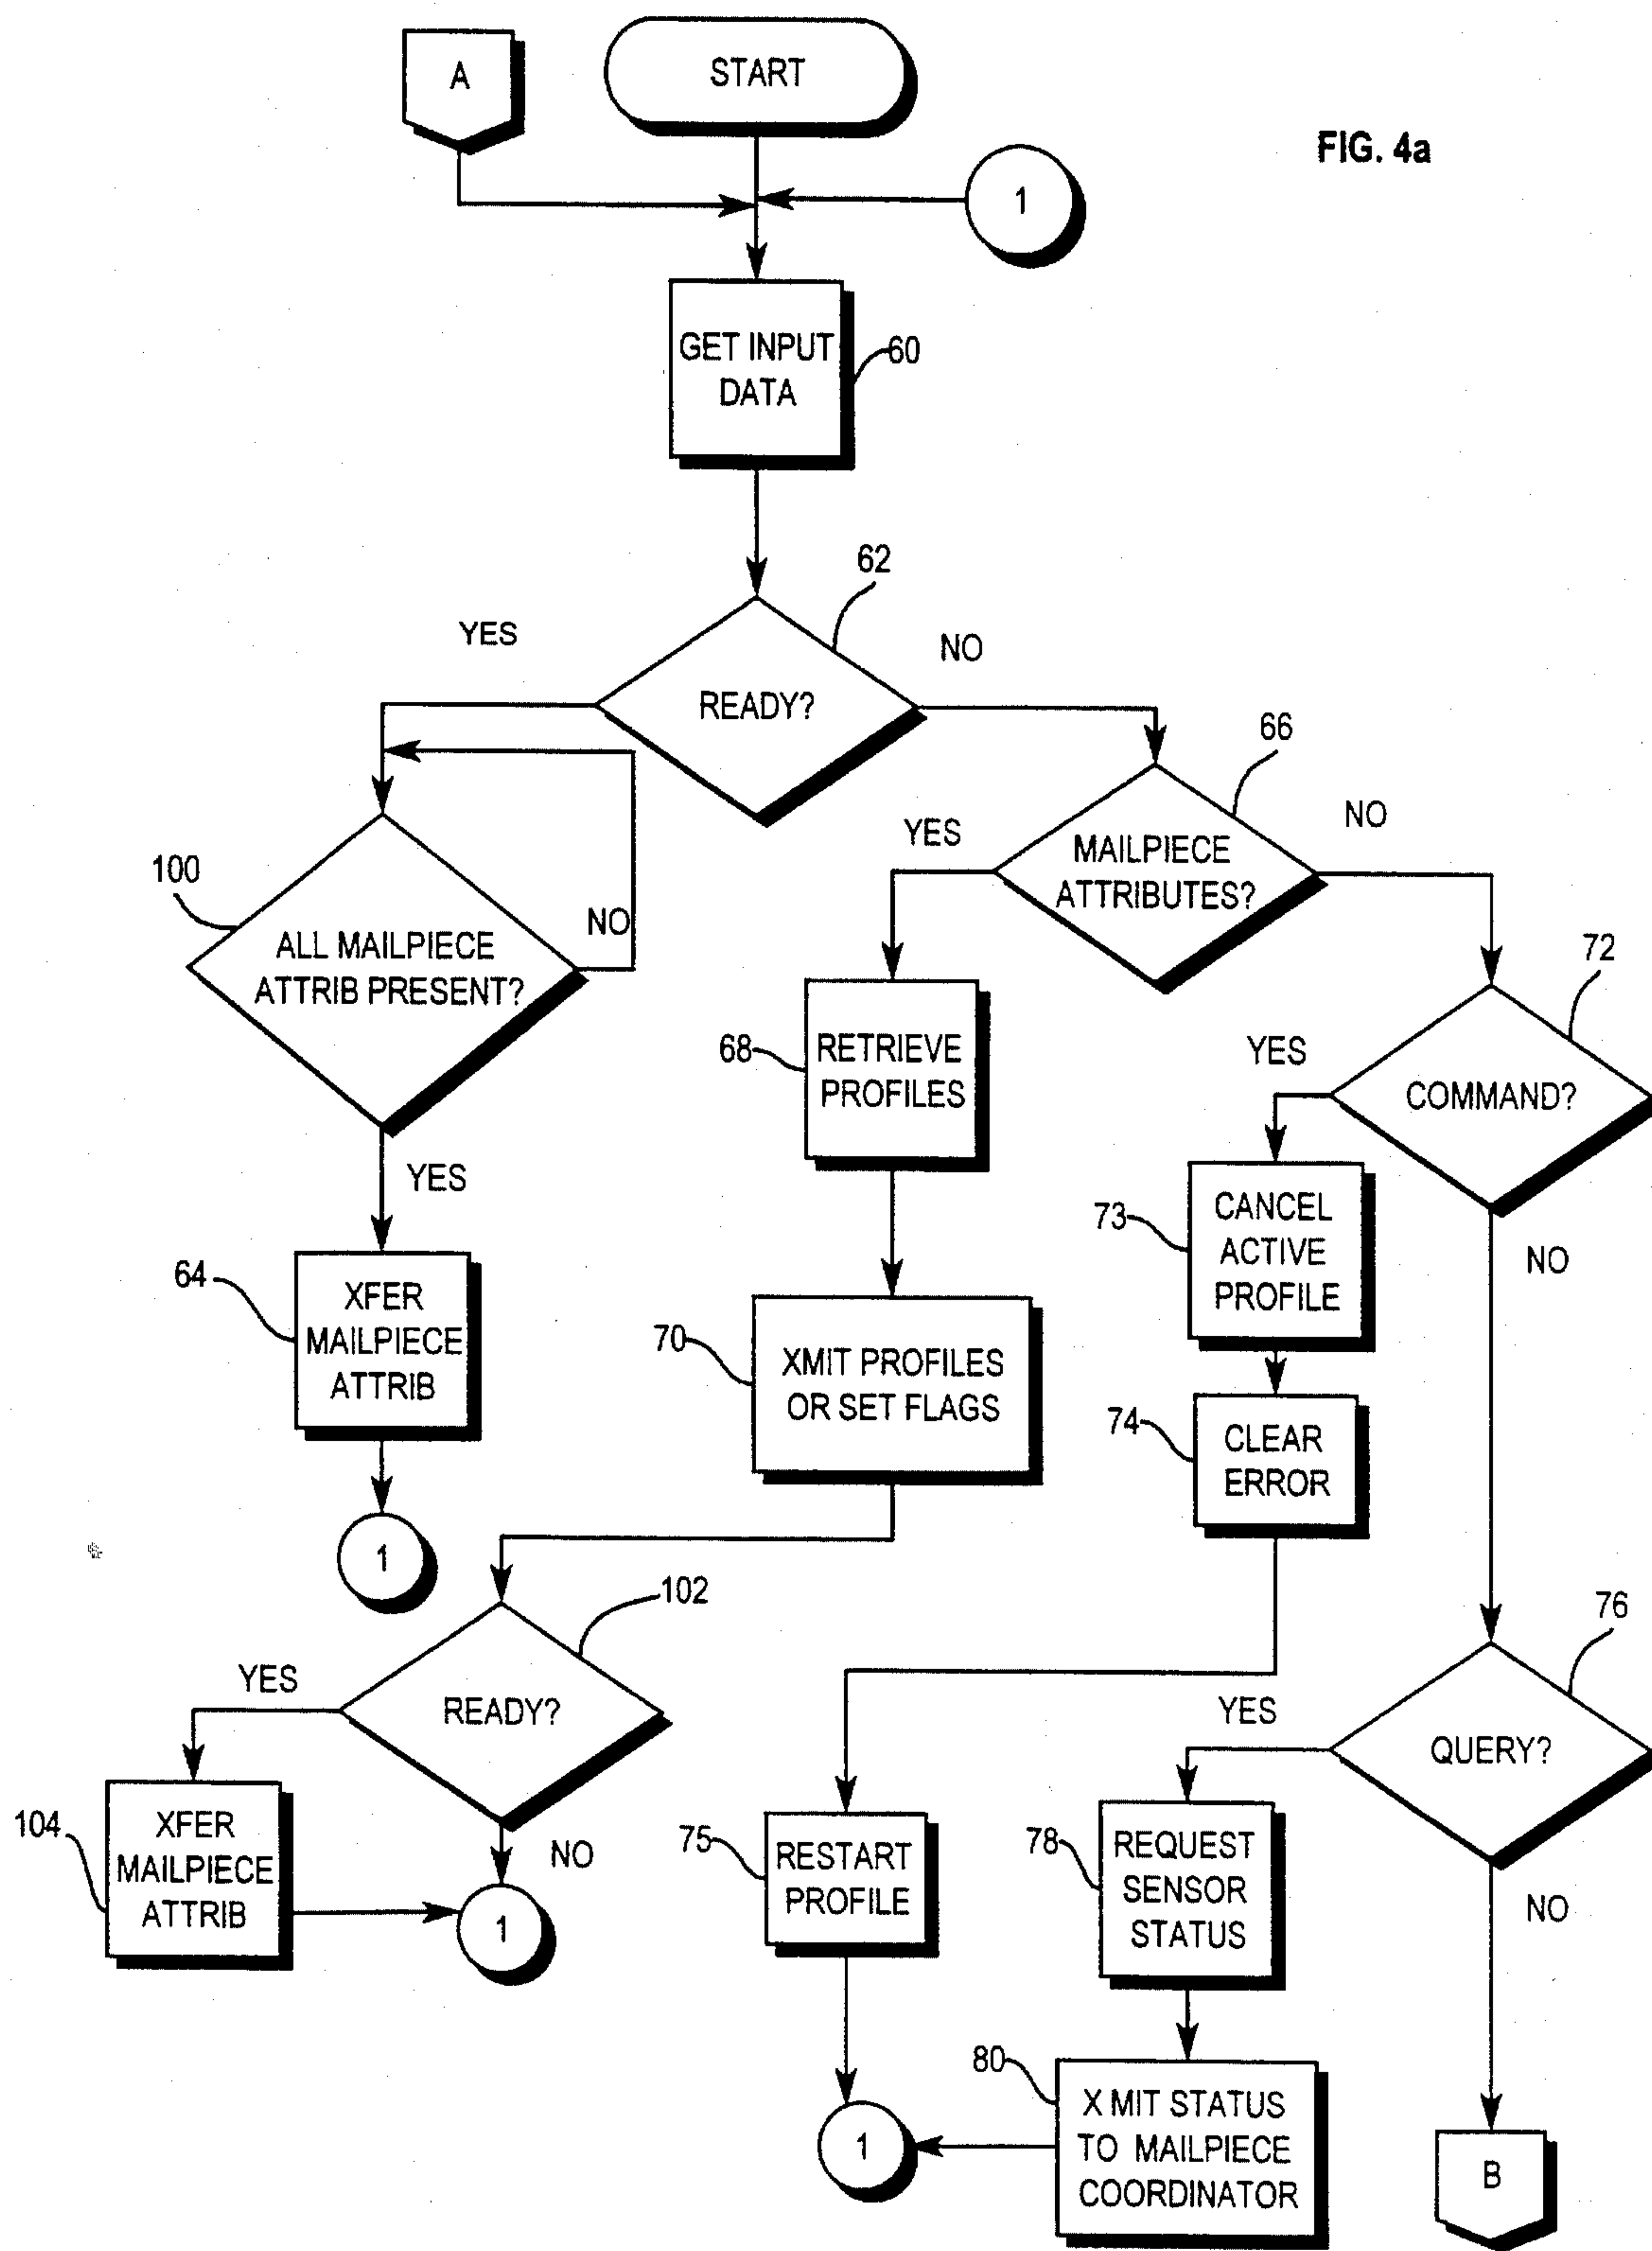 A
START
FIG. 4a
1
GET INPUT
DATA
60
62
YES
NO
READY?
66
YES
NO
MAILPIECE
ATTRIBUTES?
100
NO
ALL MAILPIECE
ATTRIB PRESENT?
72
68
RETRIEVE
PROFILES
YES
COMMAND?
YES
73
CANCEL
ACTIVE
PROFILE
NO
64
XFER
MAILPIECE
ATTRIB
70
XMIT PROFILES
OR SET FLAGS
74
CLEAR
ERROR
1
102
76
YES
READY?
YES
QUERY?
104
XFER
MAILPIECE
ATTRIB
NO
1
75
RESTART
PROFILE
78
REQUEST
SENSOR
STATUS
NO
80
X MIT STATUS
TO MAILPIECE
COORDINATOR
1
B